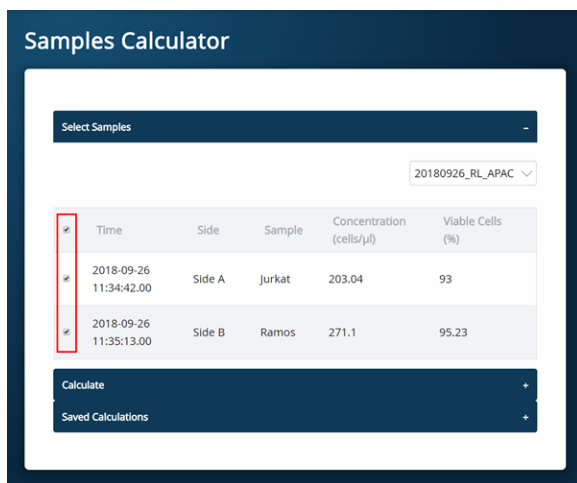 Samples Calculator
Select Samples -
20180926_RL_APAC
Time Side Sample Concentration (cells/µl) Viable Cells (%)
2018-09-26 11:34:42.00 Side A Jurkat 203.04 93
2018-09-26 11:35:13.00 Side B Ramos 271.1 95.23
Calculate +
Saved Calculations +